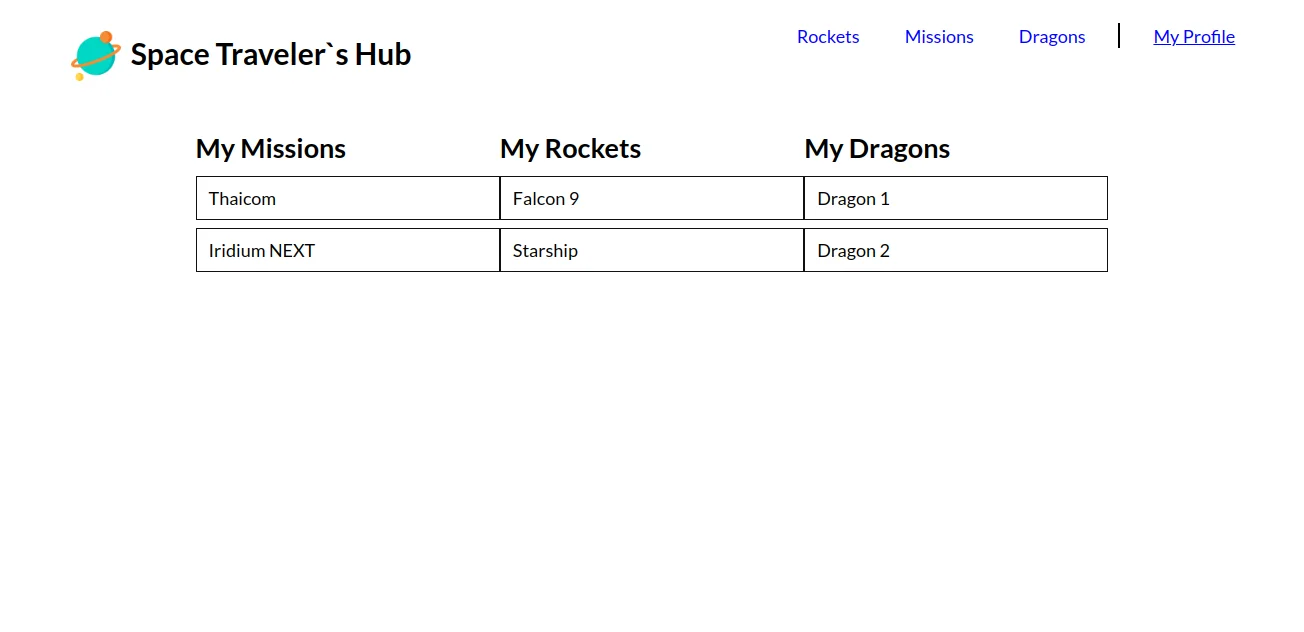 Space Traveler`s Hub
Rockets Missions Dragons My Profile
My Missions My Rockets My Dragons
Thaicom Falcon 9 Dragon 1
Iridium NEXT Starship Dragon 2